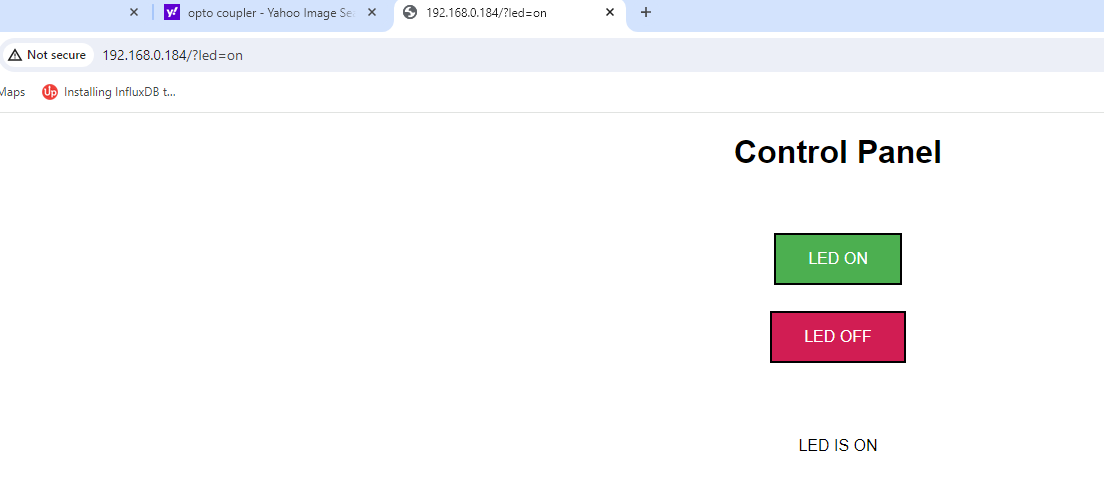 opto coupler - Yahoo Image Se
192.168.0.184/?led=on
Not secure
192.168.0.184/?led=on
Maps
Up
Installing InfluxDB t...
Control Panel
LED ON
LED OFF
LED IS ON